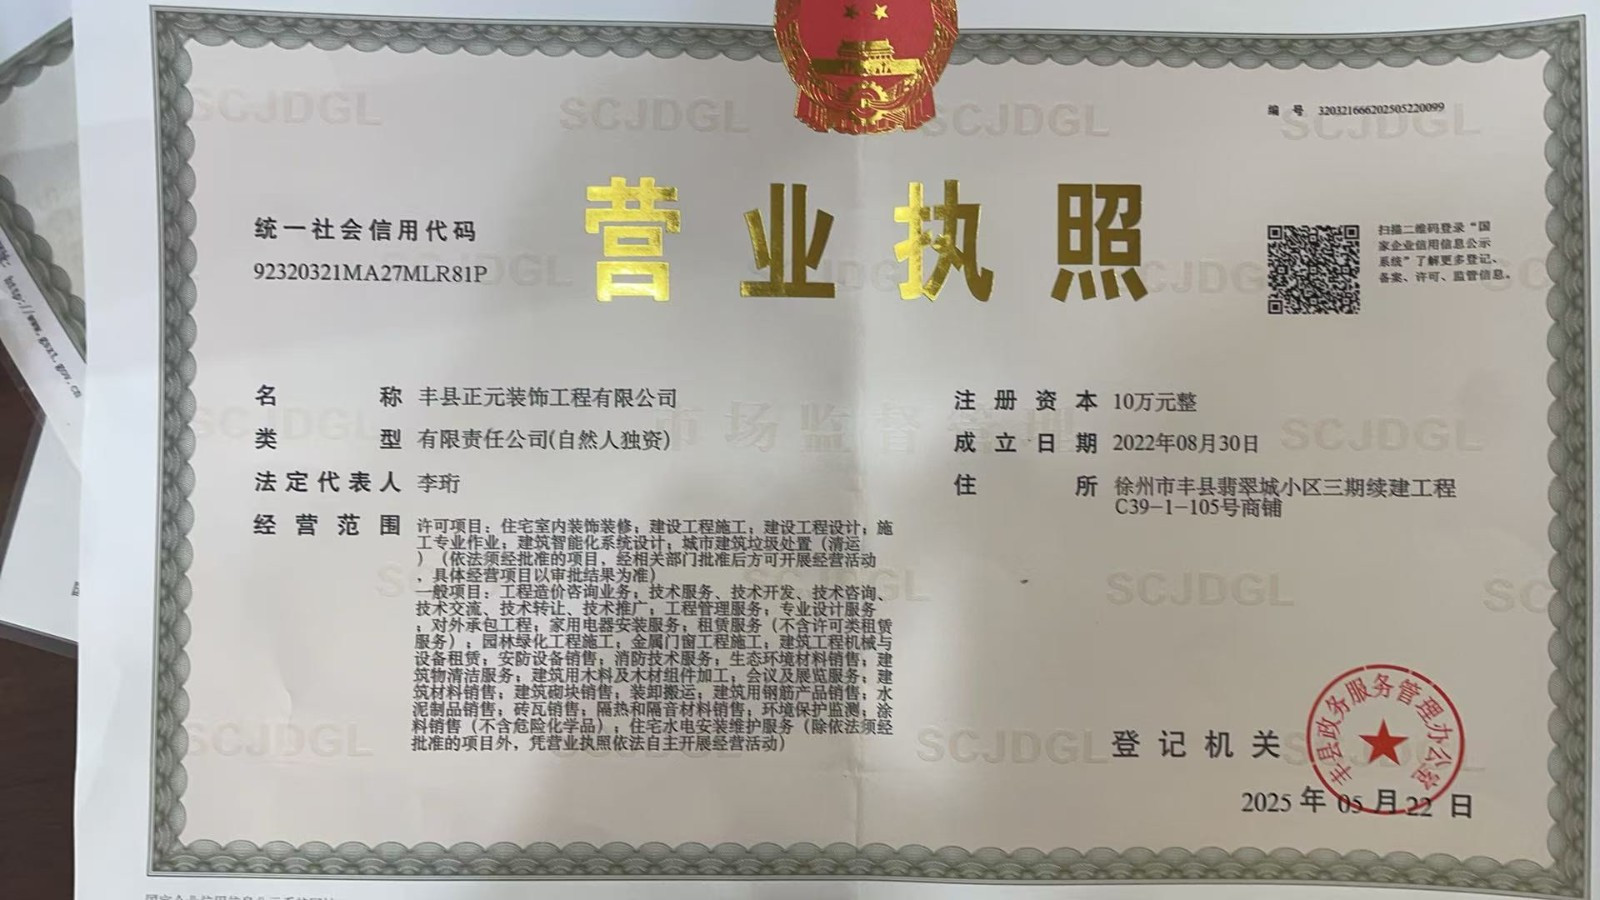 编 号 320321666202505220099
营业执照
统一社会信用代码
92320321MA27MLR81P
扫描二维码登录“国
家企业信用信息公示
系统”了解更多登记、
备案、许可、监管信息。
名 称 丰县正元装饰工程有限公司
类 型 有限责任公司(自然人独资)
法定代表人 李珩
经营范围 许可项目：住宅室内装饰装修；建设工程施工；建设工程设计；施
工专业作业；建筑智能化系统设计；城市建筑垃圾处置（清运
）（依法须经批准的项目，经相关部门批准后方可开展经营活动
，具体经营项目以审批结果为准）
一般项目：工程造价咨询业务；技术服务、技术开发、技术咨询、
技术交流、技术转让、技术推广；工程管理服务；专业设计服务
；对外承包工程；家用电器安装服务；租赁服务（不含许可类租赁
服务）；园林绿化工程施工；金属门窗工程施工；建筑工程机械与
设备租赁；安防设备销售；消防技术服务；生态环境材料销售；建
筑物清洁服务；建筑用木料及木材组件加工；会议及展览服务；建
筑材料销售；建筑砌块销售；装卸搬运；建筑用钢筋产品销售；水
泥制品销售；砖瓦销售；隔热和隔音材料销售；环境保护监测；涂
料销售（不含危险化学品）；住宅水电安装维护服务（除依法须经
批准的项目外，凭营业执照依法自主开展经营活动）
注册资本 10万元整
成立日期 2022年08月30日
住 所 徐州市丰县翡翠城小区三期续建工程
C39-1-105号商铺
登记机关
丰县政务服务管理办公室
2025 年 05 月 22 日
http://www.gsxt.gov.cn
SCJDGL
市场监督管理